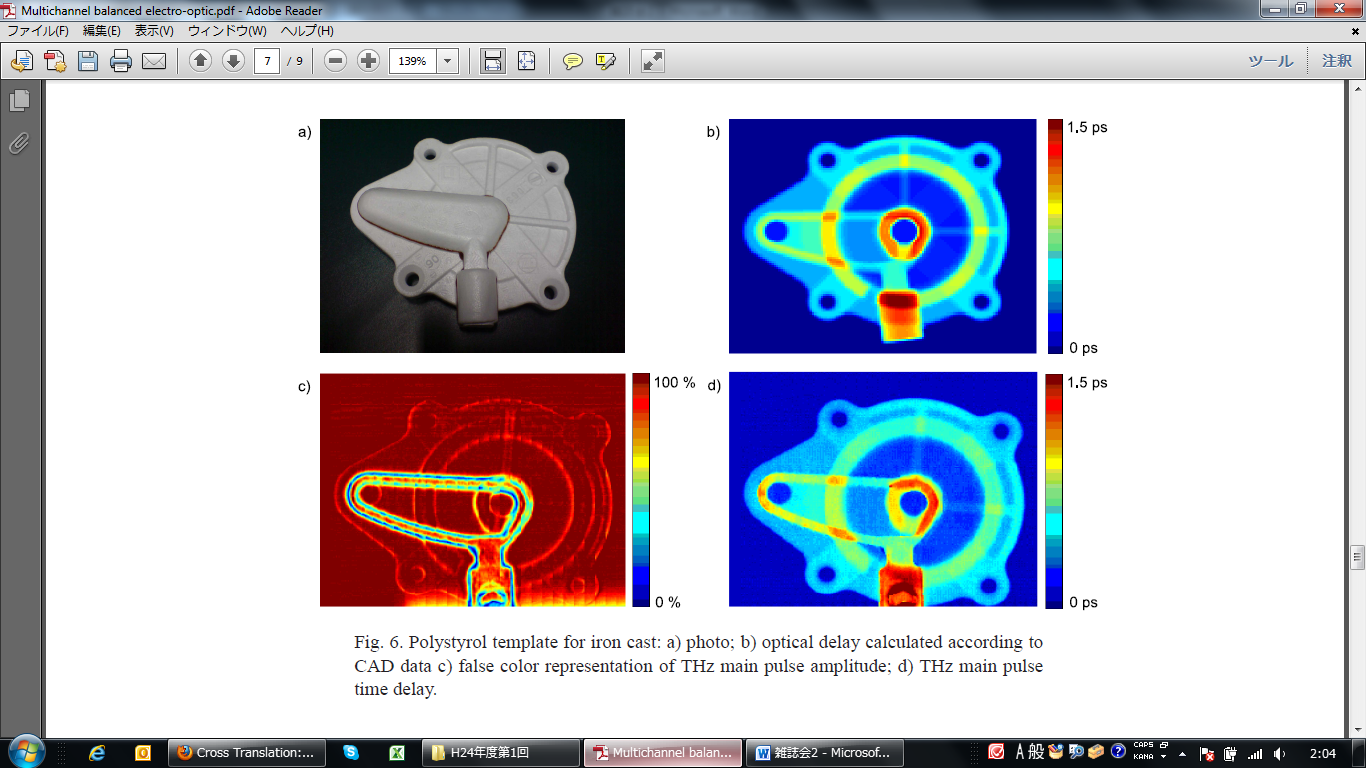 Multichannel balanced electro-optic.pdf - Adobe Reader
ファイル(F) 編集(E) 表示(V) ウィンドウ(W) ヘルプ(H)
7 / 9 139% ツール 注釈
a) b) 1.5 ps
90
0 ps
c) 100 % d) 1.5 ps
0 % 0 ps
Fig. 6. Polystyrol template for iron cast: a) photo; b) optical delay calculated according to
CAD data c) false color representation of THz main pulse amplitude; d) THz main pulse
time delay.
Cross Translation:... H24年度第1回 Multichannel balan... 雑誌会2 - Microsof... A 般 CAPS KANA 2:04